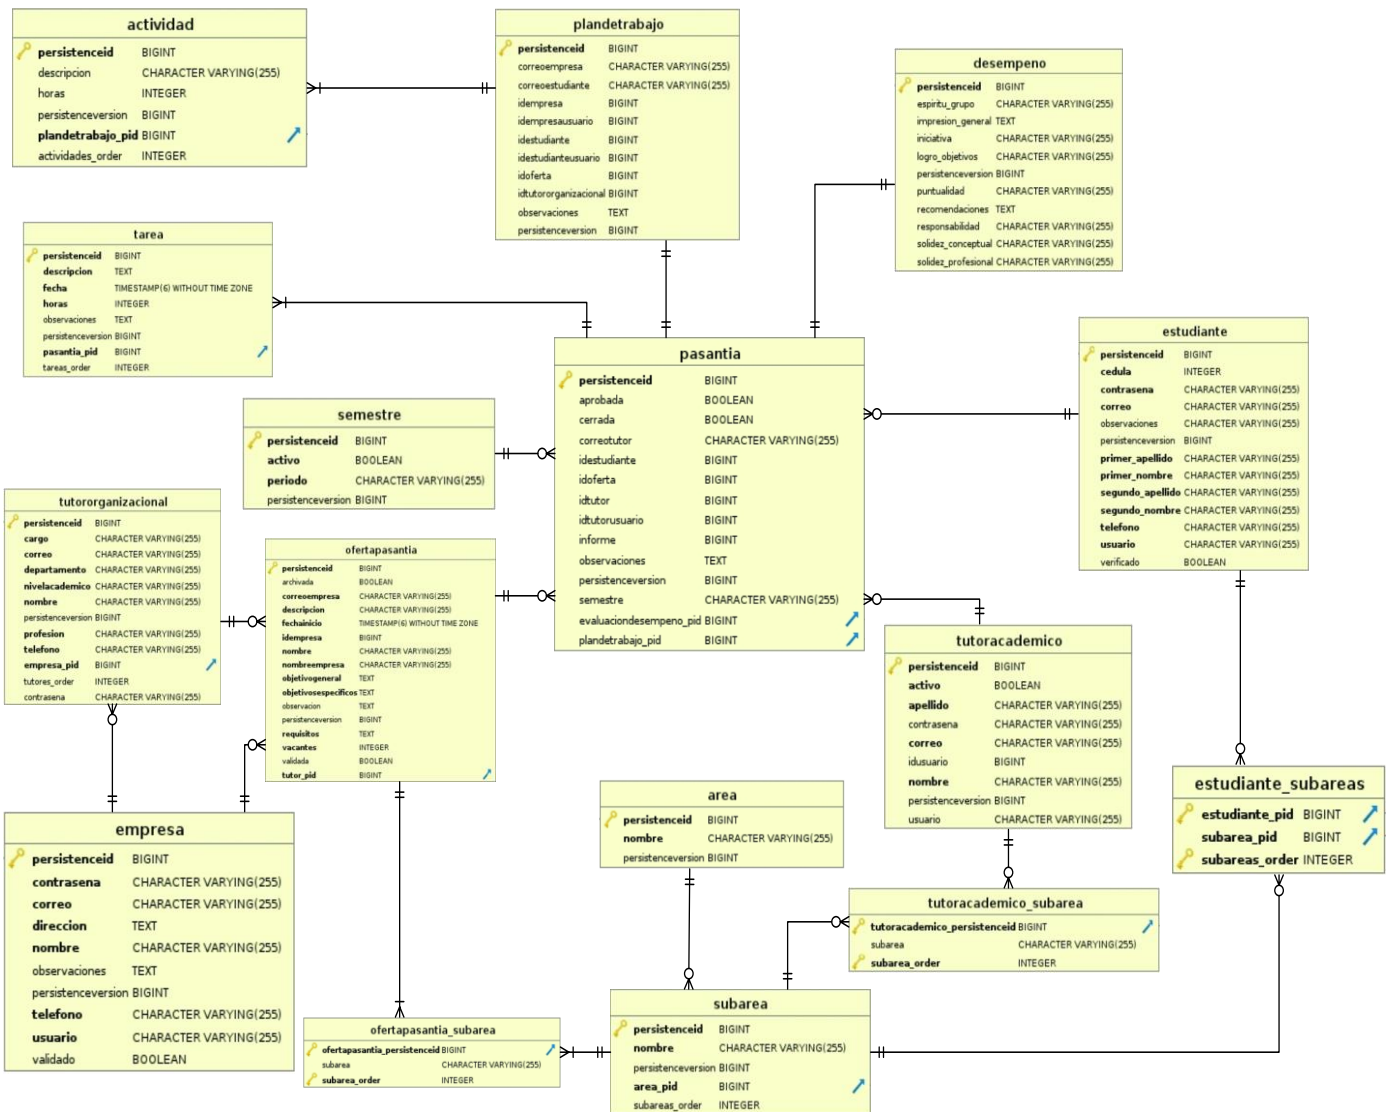 actividad
persistenceid BIGINT
descripcion CHARACTER VARYING(255)
horas INTEGER
persistenceversion BIGINT
plandetrabajo_pid BIGINT
actividades_order INTEGER
plandetrabajo
persistenceid BIGINT
correoempresa CHARACTER VARYING(255)
correoestudiante CHARACTER VARYING(255)
idempresa BIGINT
idempresausuario BIGINT
idestudiante BIGINT
idestudianteusuario BIGINT
idoferta BIGINT
idtutororganizacional BIGINT
observaciones TEXT
persistenceversion BIGINT
desempeno
persistenceid BIGINT
espiritu_grupo CHARACTER VARYING(255)
impresion_general TEXT
iniciativa CHARACTER VARYING(255)
logro_objetivos CHARACTER VARYING(255)
persistenceversion BIGINT
puntualidad CHARACTER VARYING(255)
recomendaciones TEXT
responsabilidad CHARACTER VARYING(255)
solidez_conceptual CHARACTER VARYING(255)
solidez_profesional CHARACTER VARYING(255)
tarea
persistenceid BIGINT
descripcion TEXT
fecha TIMESTAMP(6) WITHOUT TIME ZONE
horas INTEGER
observaciones TEXT
persistenceversion BIGINT
pasantia_pid BIGINT
tareas_order INTEGER
pasantia
persistenceid BIGINT
aprobada BOOLEAN
cerrada BOOLEAN
correotutor CHARACTER VARYING(255)
idestudiante BIGINT
idoferta BIGINT
idtutor BIGINT
idtutorusuario BIGINT
informe BIGINT
observaciones TEXT
persistenceversion BIGINT
semestre CHARACTER VARYING(255)
evaluaciondesempeno_pid BIGINT
plandetrabajo_pid BIGINT
estudiante
persistenceid BIGINT
cedula INTEGER
contrasena CHARACTER VARYING(255)
correo CHARACTER VARYING(255)
observaciones CHARACTER VARYING(255)
persistenceversion BIGINT
primer_apellido CHARACTER VARYING(255)
primer_nombre CHARACTER VARYING(255)
segundo_apellido CHARACTER VARYING(255)
segundo_nombre CHARACTER VARYING(255)
telefono CHARACTER VARYING(255)
usuario CHARACTER VARYING(255)
verificado BOOLEAN
semestre
persistenceid BIGINT
activo BOOLEAN
periodo CHARACTER VARYING(255)
persistenceversion BIGINT
tutororganizacional
persistenceid BIGINT
cargo CHARACTER VARYING(255)
correo CHARACTER VARYING(255)
departamento CHARACTER VARYING(255)
nivelacademico CHARACTER VARYING(255)
nombre CHARACTER VARYING(255)
persistenceversion BIGINT
profesion CHARACTER VARYING(255)
telefono CHARACTER VARYING(255)
empresa_pid BIGINT
tutores_order INTEGER
contrasena CHARACTER VARYING(255)
ofertapasantia
persistenceid BIGINT
archivada BOOLEAN
correoempresa CHARACTER VARYING(255)
descripcion CHARACTER VARYING(255)
fechainicio TIMESTAMP(6) WITHOUT TIME ZONE
idempresa BIGINT
nombre CHARACTER VARYING(255)
nombreempresa CHARACTER VARYING(255)
objetivogeneral TEXT
objetivosespecificos TEXT
observacion TEXT
persistenceversion BIGINT
requisitos TEXT
vacantes INTEGER
validada BOOLEAN
tutor_pid BIGINT
tutoracademico
persistenceid BIGINT
activo BOOLEAN
apellido CHARACTER VARYING(255)
contrasena CHARACTER VARYING(255)
correo CHARACTER VARYING(255)
idusuario BIGINT
nombre CHARACTER VARYING(255)
persistenceversion BIGINT
usuario CHARACTER VARYING(255)
estudiante_subareas
estudiante_pid BIGINT
subarea_pid BIGINT
subareas_order INTEGER
area
persistenceid BIGINT
nombre CHARACTER VARYING(255)
persistenceversion BIGINT
empresa
persistenceid BIGINT
contrasena CHARACTER VARYING(255)
correo CHARACTER VARYING(255)
direccion TEXT
nombre CHARACTER VARYING(255)
observaciones TEXT
persistenceversion BIGINT
telefono CHARACTER VARYING(255)
usuario CHARACTER VARYING(255)
validado BOOLEAN
tutoracademico_subarea
tutoracademico_persistenceid BIGINT
subarea CHARACTER VARYING(255)
subarea_order INTEGER
ofertapasantia_subarea
ofertapasantia_persistenceid BIGINT
subarea CHARACTER VARYING(255)
subarea_order INTEGER
subarea
persistenceid BIGINT
nombre CHARACTER VARYING(255)
persistenceversion BIGINT
area_pid BIGINT
subareas_order INTEGER